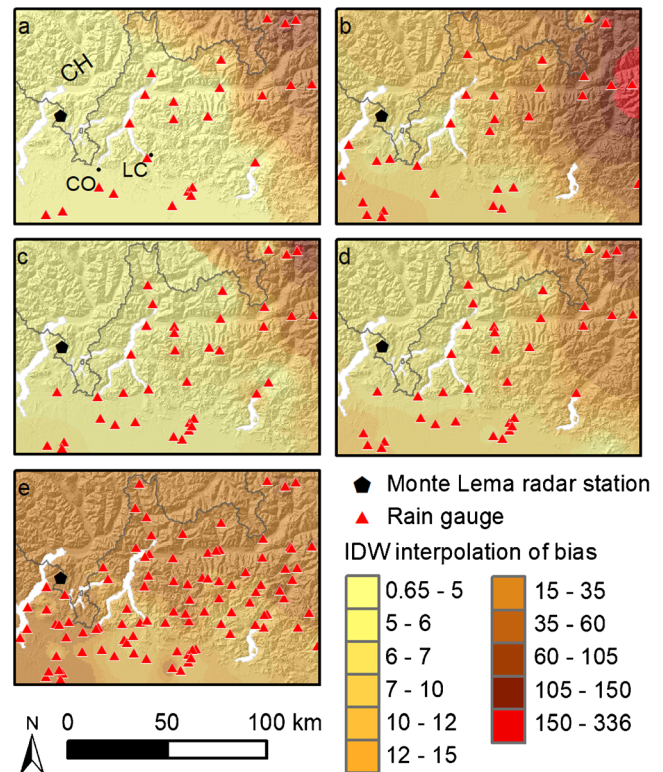 a
CH
CO
LC
b
c
d
e
Monte Lema radar station
Rain gauge
IDW interpolation of bias
0.65 - 5
5 - 6
6 - 7
7 - 10
10 - 12
12 - 15
15 - 35
35 - 60
60 - 105
105 - 150
150 - 336
N
0 50 100 km